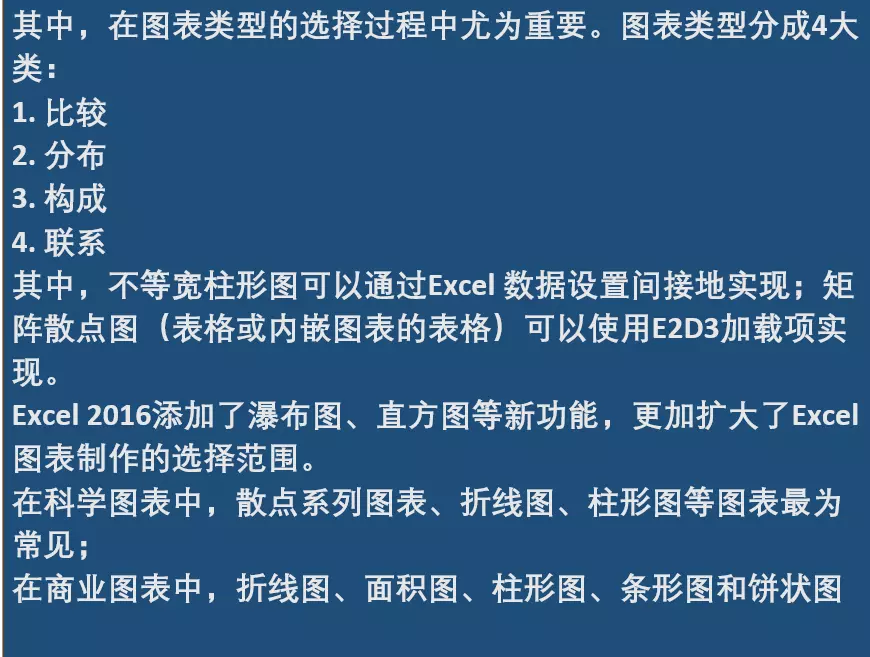 其中，在图表类型的选择过程中尤为重要。图表类型分成4大
类：
1. 比较
2. 分布
3. 构成
4. 联系
其中，不等宽柱形图可以通过Excel 数据设置间接地实现；矩
阵散点图（表格或内嵌图表的表格）可以使用E2D3加载项实
现。
Excel 2016添加了瀑布图、直方图等新功能，更加扩大了Excel
图表制作的选择范围。
在科学图表中，散点系列图表、折线图、柱形图等图表最为
常见；
在商业图表中，折线图、面积图、柱形图、条形图和饼状图